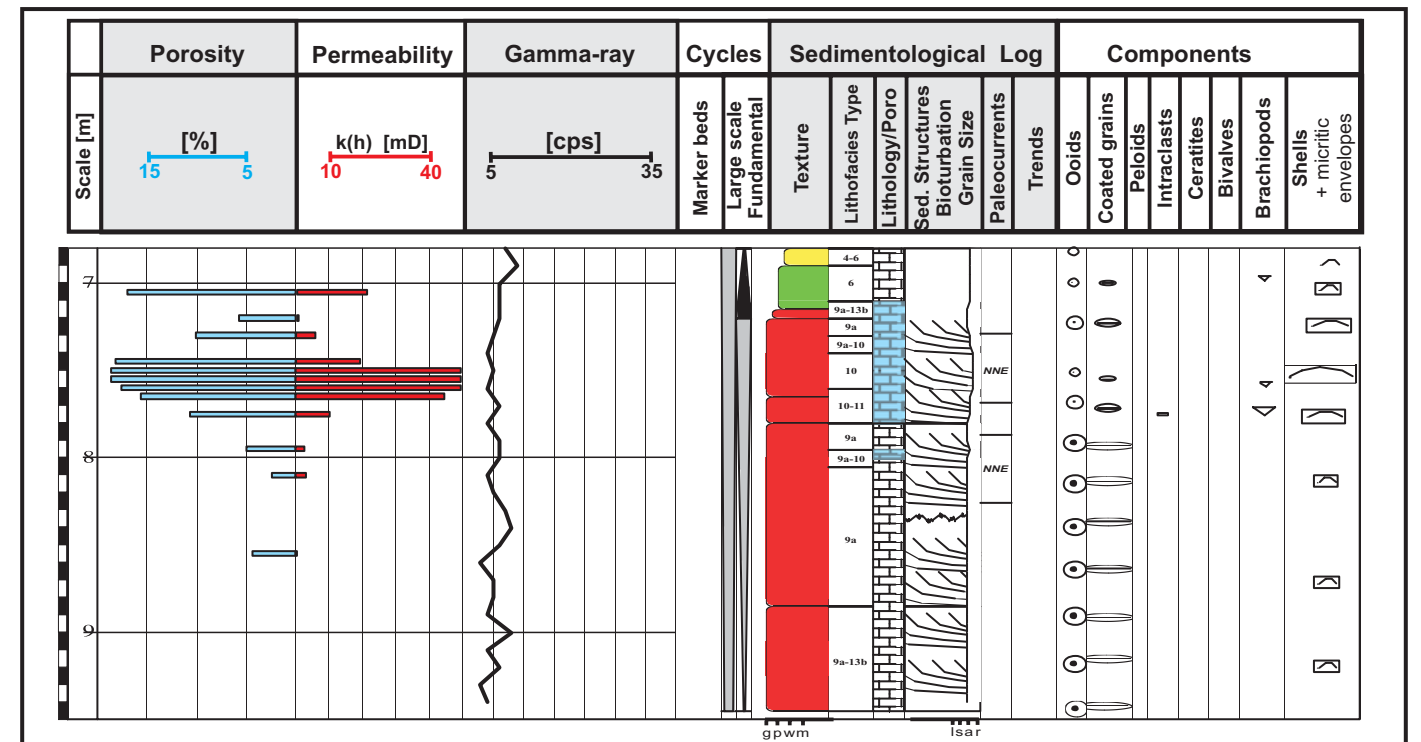 Porosity Permeability Gamma-ray Cycles Sedimentological Log Components
Scale [m]
[%]
15 5
k(h) [mD]
10 40
[cps]
5 35
Marker beds
Large scale
Fundamental
Texture
Lithofacies Type
Lithology/Poro
Sed. Structures
Bioturbation
Grain Size
Paleocurrents
Trends
Ooids
Coated grains
Peloids
Intraclasts
Ceratites
Bivalves
Brachiopods
Shells
+ micritic
envelopes
4-6
7
6
9a-13b
9a
9a-10
10
NNE
10-11
9a
8
9a-10
NNE
9a
9
9a-13b
gpwm
lsar